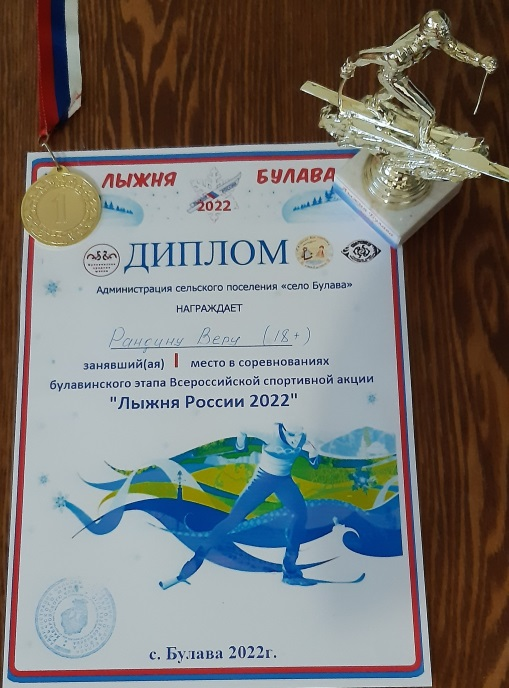 ЛЫЖНЯ БУЛАВА
2022
1
ДИПЛОМ
Администрация сельского поселения «село Булава»
НАГРАЖДАЕТ
Рандину Веру (18+)
занявший(ая) I место в соревнованиях
булавинского этапа Всероссийской спортивной акции
"Лыжня России 2022"
с. Булава 2022г.